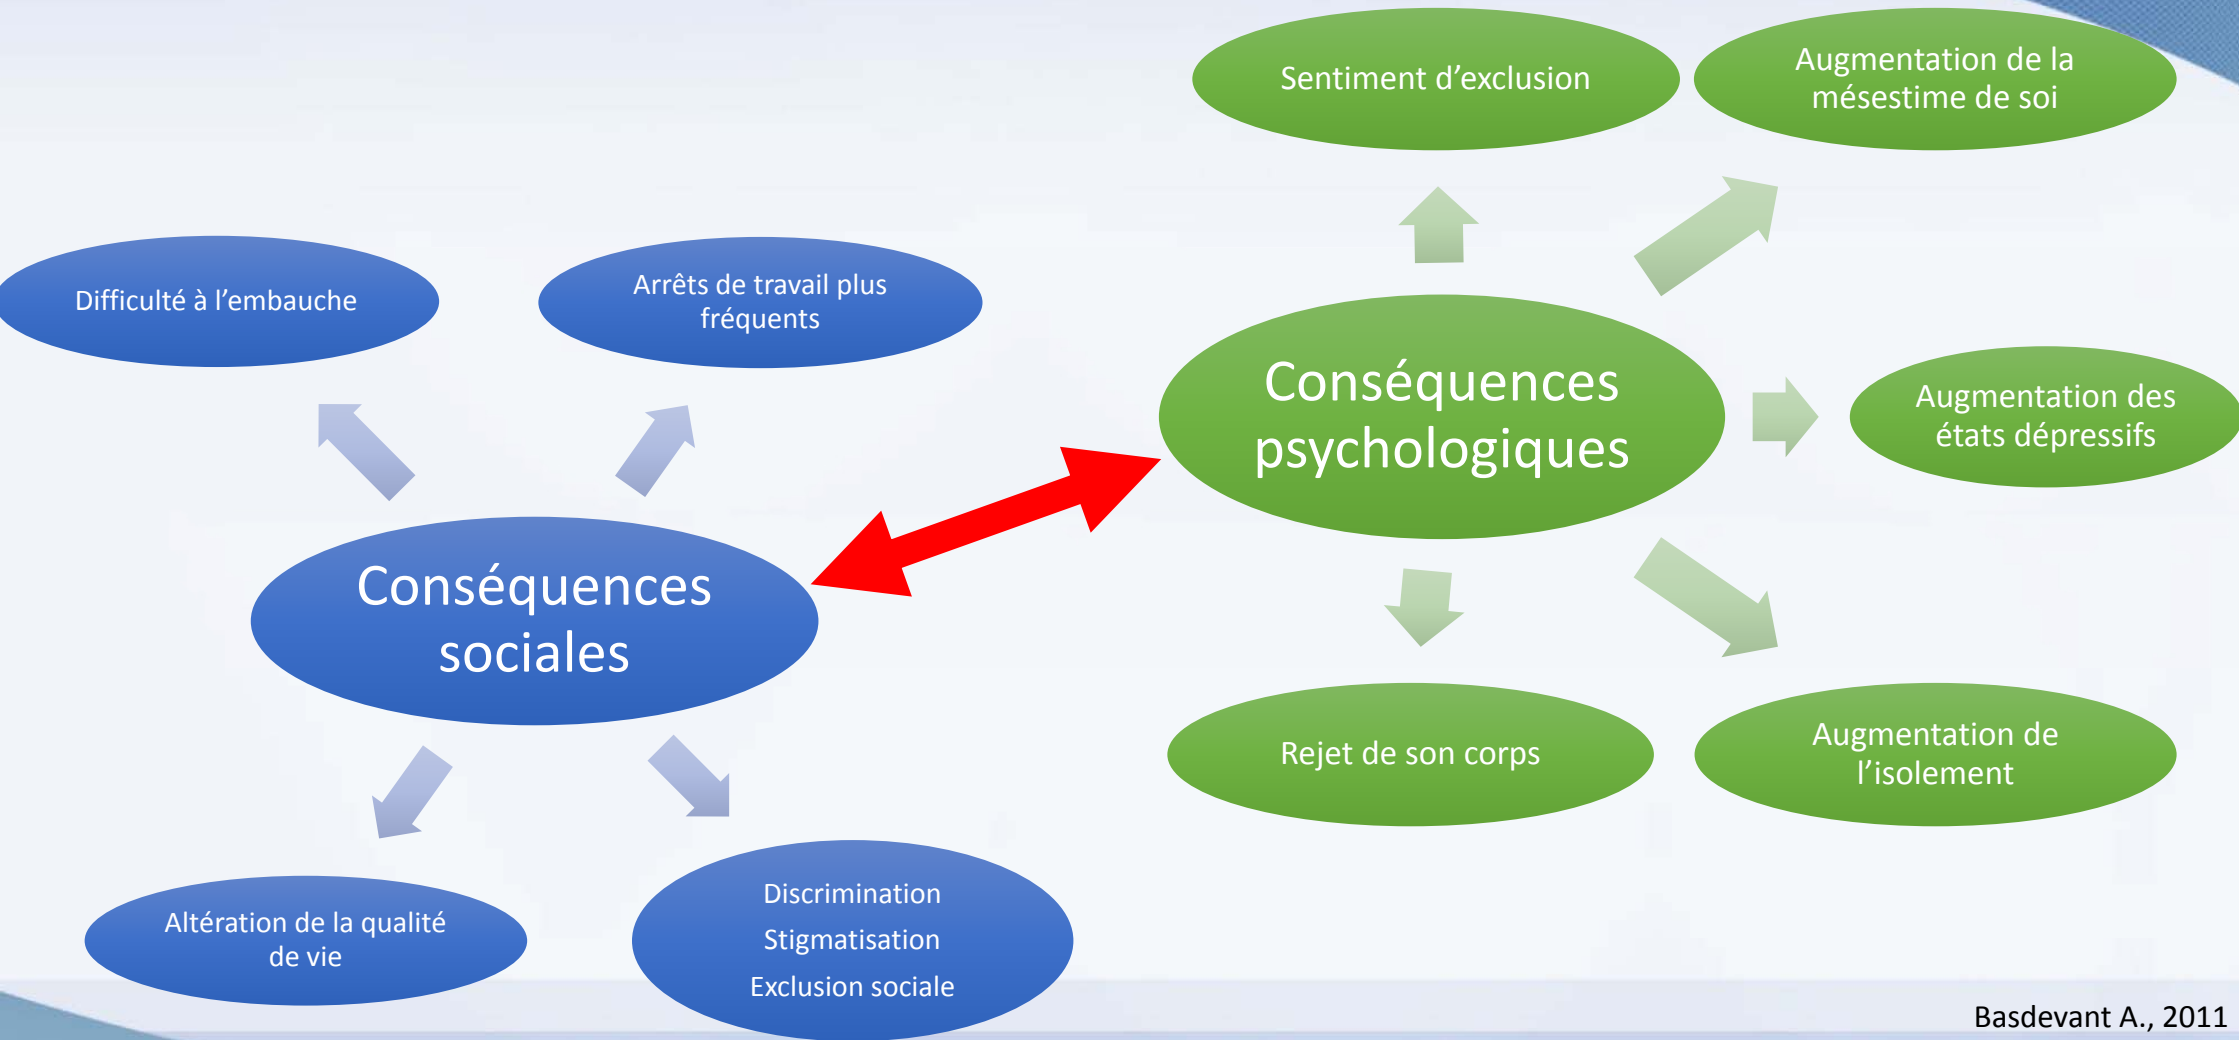 Sentiment d’exclusion
Augmentation de la
mésestime de soi
Difficulté à l’embauche
Arrêts de travail plus
fréquents
Conséquences
psychologiques
Augmentation des
états dépressifs
Conséquences
sociales
Rejet de son corps
Augmentation de
l’isolement
Altération de la qualité
de vie
Discrimination
Stigmatisation
Exclusion sociale
Basdevant A., 2011